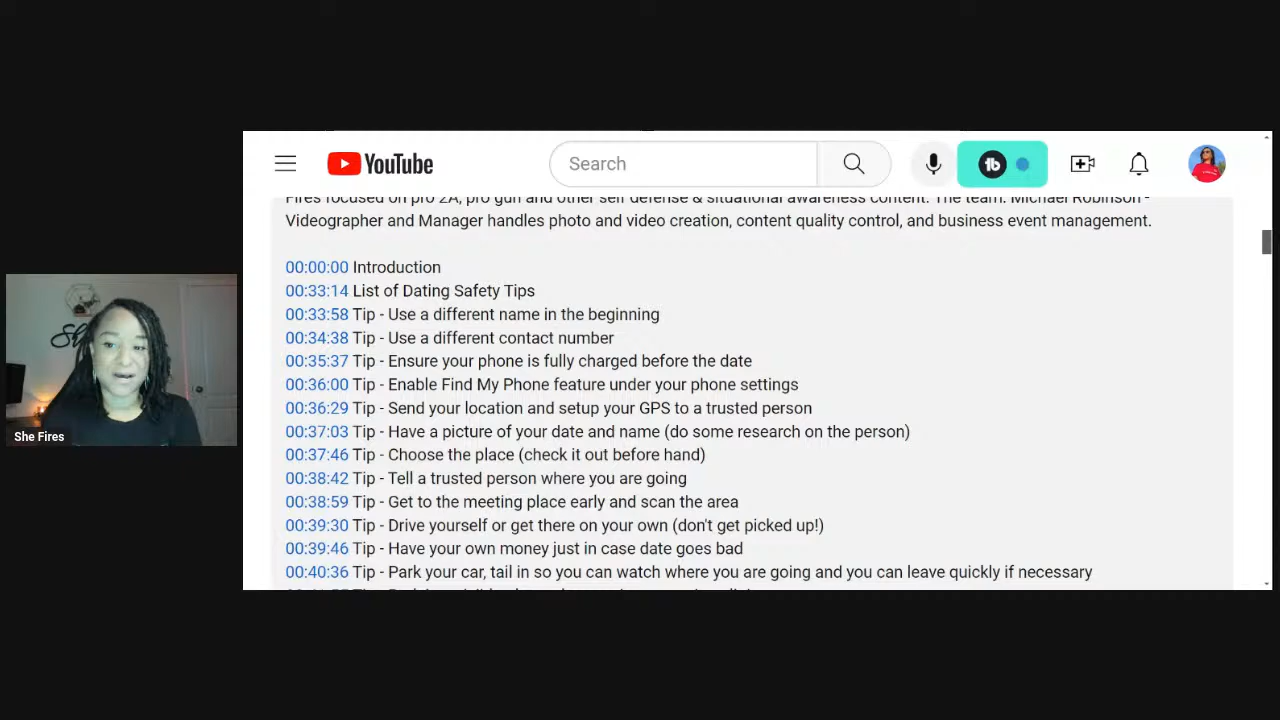 YouTube
Search
Fires focused on pro 2A, pro gun and other self defense & situational awareness content. The team: Michael Robinson -
Videographer and Manager handles photo and video creation, content quality control, and business event management.
00:00:00 Introduction
00:33:14 List of Dating Safety Tips
00:33:58 Tip - Use a different name in the beginning
00:34:38 Tip - Use a different contact number
00:35:37 Tip - Ensure your phone is fully charged before the date
00:36:00 Tip - Enable Find My Phone feature under your phone settings
00:36:29 Tip - Send your location and setup your GPS to a trusted person
00:37:03 Tip - Have a picture of your date and name (do some research on the person)
00:37:46 Tip - Choose the place (check it out before hand)
00:38:42 Tip - Tell a trusted person where you are going
00:38:59 Tip - Get to the meeting place early and scan the area
00:39:30 Tip - Drive yourself or get there on your own (don't get picked up!)
00:39:46 Tip - Have your own money just in case date goes bad
00:40:36 Tip - Park your car, tail in so you can watch where you are going and you can leave quickly if necessary
She Fires